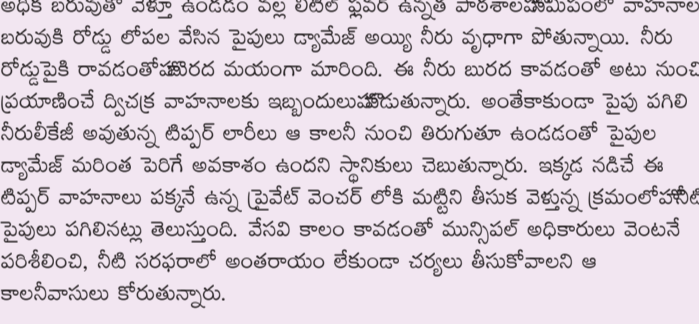 అధిక బరువుతో వెళ్తూ ఉండడం వల్ల లిటిల్ ఫ్లవర్ ఉన్నత పాఠశాల సమీపంలో వాహనాల
బరువుకి రోడ్డు లోపల వేసిన పైపులు డ్యామేజ్ అయ్యి నీరు వృధాగా పోతున్నాయి. నీరు
రోడ్డుపైకి రావడంతో బురద మయంగా మారింది. ఈ నీరు బురద కావడంతో అటు నుంచి
ప్రయాణించే ద్విచక్ర వాహనాలకు ఇబ్బందులు పడుతున్నారు. అంతేకాకుండా పైపు పగిలి
నీరులీకేజీ అవుతున్న టిప్పర్ లారీలు ఆ కాలనీ నుంచి తిరుగుతూ ఉండడంతో పైపుల
డ్యామేజ్ మరింత పెరిగే అవకాశం ఉందని స్థానికులు చెబుతున్నారు. ఇక్కడ నడిచే ఈ
టిప్పర్ వాహనాలు పక్కనే ఉన్న ప్రైవేట్ వెంచర్ లోకి మట్టిని తీసుక వెళ్తున్న క్రమంలో నీటి
పైపులు పగిలినట్లు తెలుస్తుంది. వేసవి కాలం కావడంతో మున్సిపల్ అధికారులు వెంటనే
పరిశీలించి, నీటి సరఫరాలో అంతరాయం లేకుండా చర్యలు తీసుకోవాలని ఆ
కాలనీవాసులు కోరుతున్నారు.